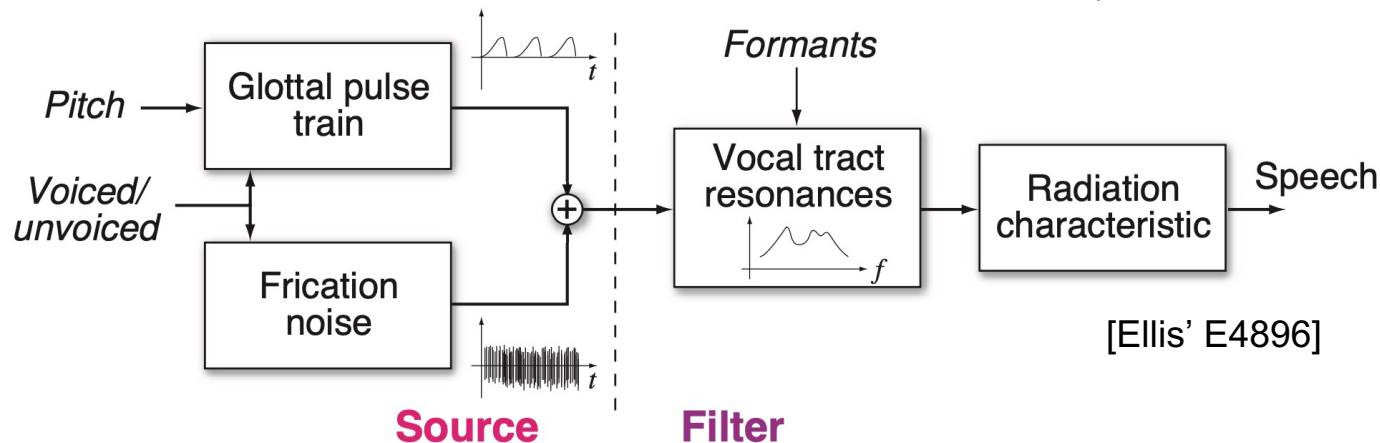 Pitch
Glottal pulse
train
t
Voiced/
unvoiced
Frication
noise
t
+
Formants
Vocal tract
resonances
f
Radiation
characteristic
Speech
[Ellis' E4896]
Source
Filter